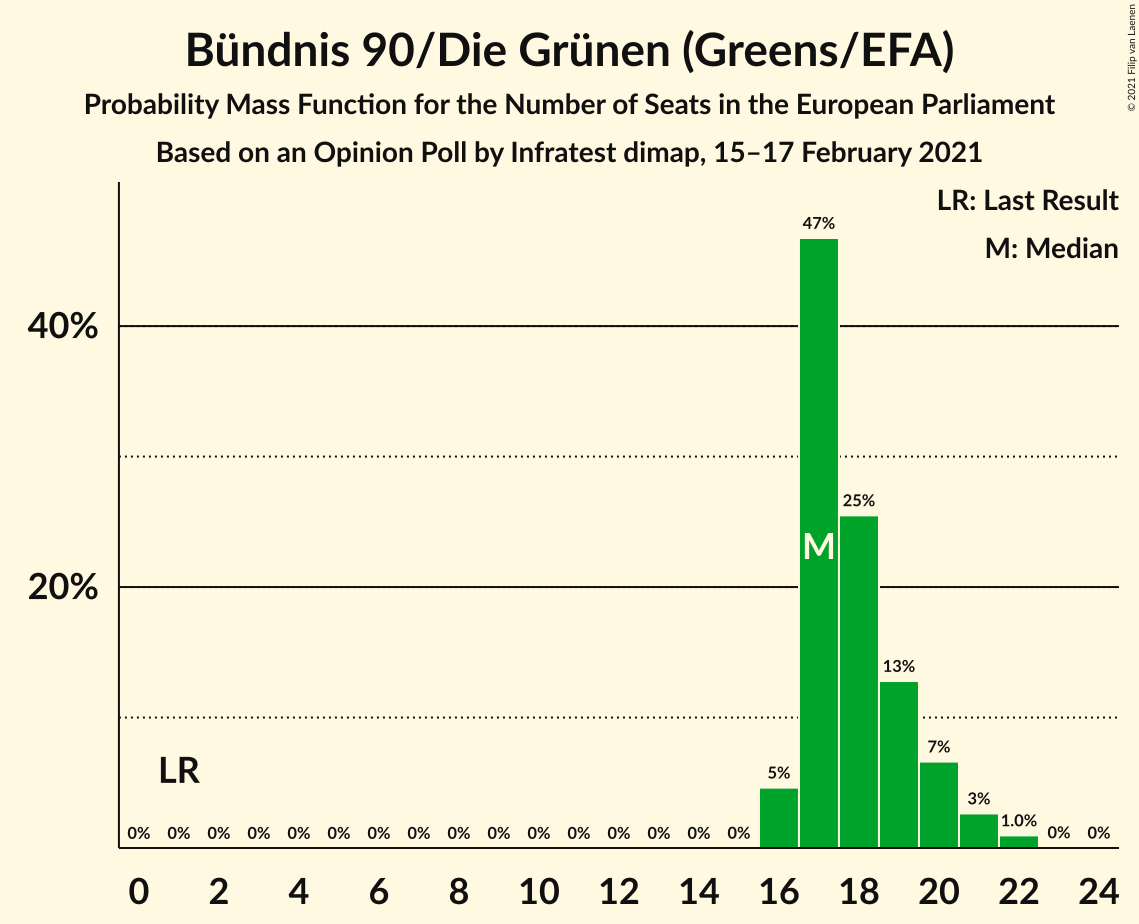 Bündnis 90/Die Grünen (Greens/EFA)
Probability Mass Function for the Number of Seats in the European Parliament
Based on an Opinion Poll by Infratest dimap, 15–17 February 2021
© 2021 Filip van Laenen
LR: Last Result
M: Median
47%
40%
25%
M
20%
13%
7%
LR
5%
3%
1.0%
0% 0% 0% 0% 0% 0% 0% 0% 0% 0% 0% 0% 0% 0% 0% 0% 0% 0%
0 2 4 6 8 10 12 14 16 18 20 22 24